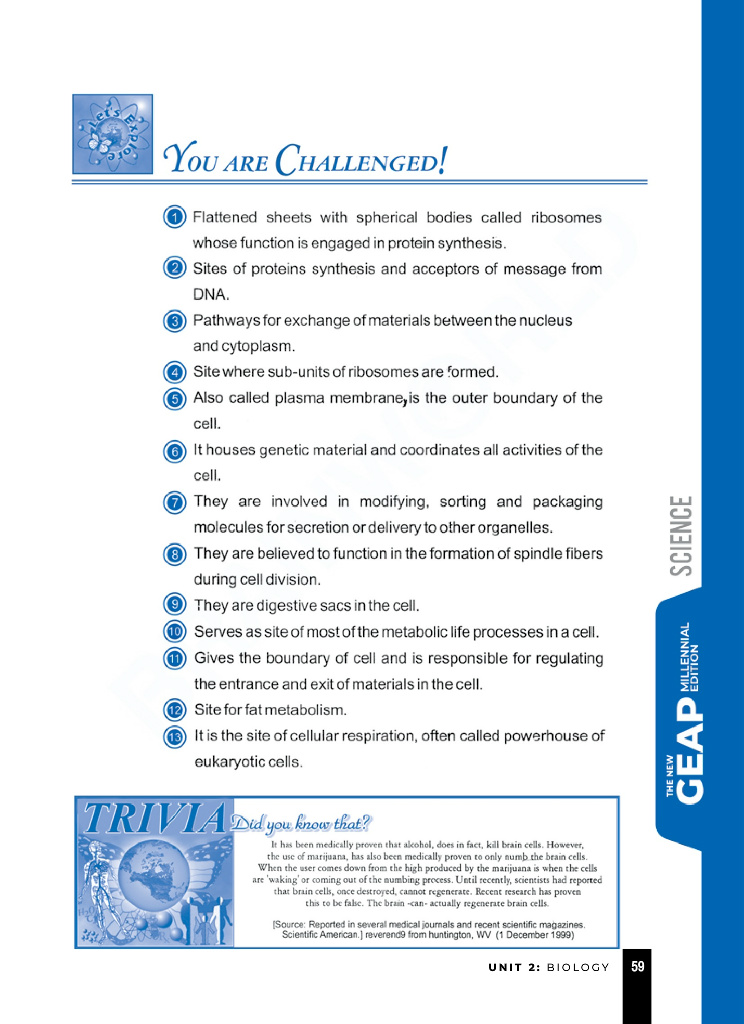 Let's Explore
YOU ARE CHALLENGED!
1 Flattened sheets with spherical bodies called ribosomes
whose function is engaged in protein synthesis.
2 Sites of proteins synthesis and acceptors of message from
DNA.
3 Pathways for exchange of materials between the nucleus
and cytoplasm.
4 Site where sub-units of ribosomes are formed.
5 Also called plasma membrane, is the outer boundary of the
cell.
6 It houses genetic material and coordinates all activities of the
cell.
7 They are involved in modifying, sorting and packaging
molecules for secretion or delivery to other organelles.
8 They are believed to function in the formation of spindle fibers
during cell division.
9 They are digestive sacs in the cell.
10 Serves as site of most of the metabolic life processes in a cell.
11 Gives the boundary of cell and is responsible for regulating
the entrance and exit of materials in the cell.
12 Site for fat metabolism.
13 It is the site of cellular respiration, often called powerhouse of
eukaryotic cells.
TRIVIA Did you know that?
It has been medically proven that alcohol, does in fact, kill brain cells. However,
the use of marijuana, has also been medically proven to only numb the brain cells.
When the user comes down from the high produced by the marijuana is when the cells
are 'waking' or coming out of the numbing process. Until recently, scientists had reported
that brain cells, once destroyed, cannot regenerate. Recent research has proven
this to be false. The brain -can- actually regenerate brain cells.
[Source: Reported in several medical journals and recent scientific magazines.
Scientific American.] reverend9 from huntington, WV (1 December 1999)
SCIENCE
THE NEW
GEAP
MILLENNIAL
EDITION
UNIT 2: BIOLOGY 59